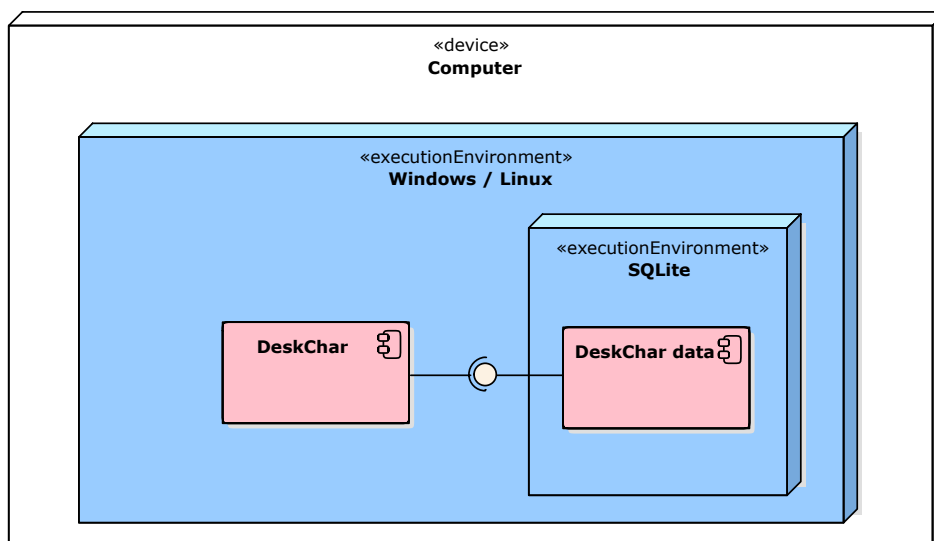 «device»
Computer
«executionEnvironment»
Windows / Linux
«executionEnvironment»
SQLite
DeskChar
DeskChar data